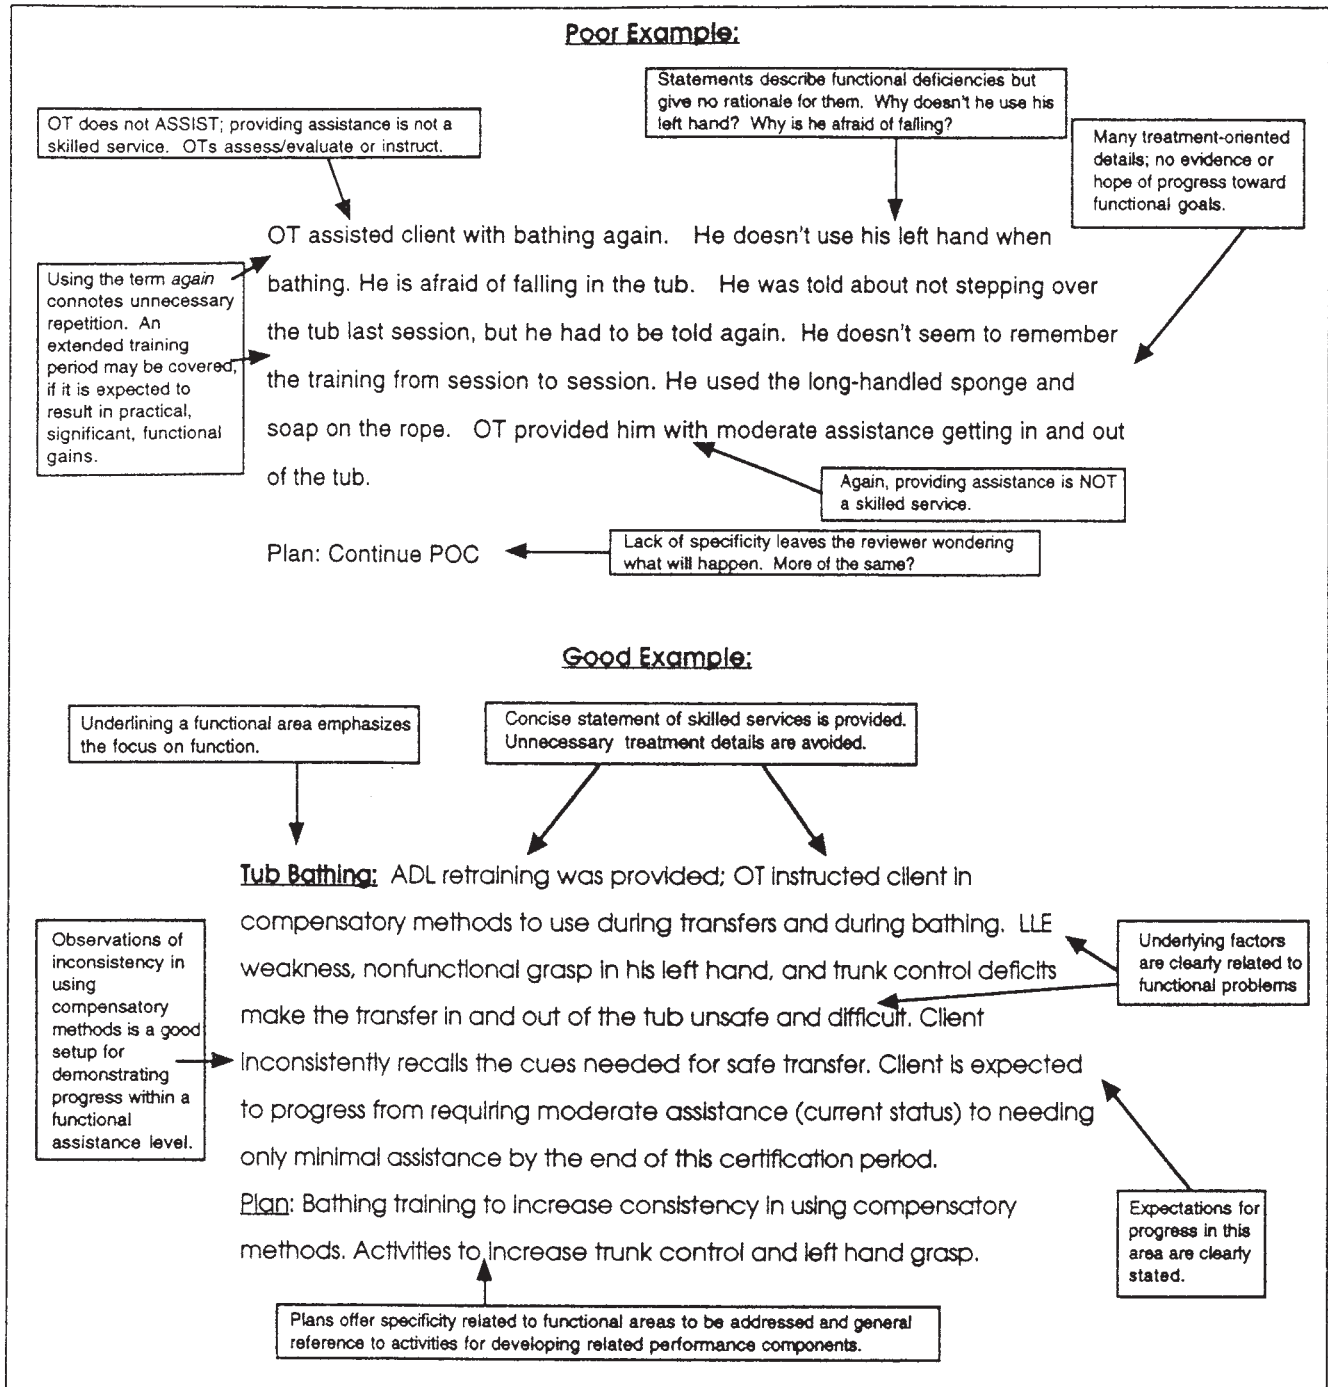 Poor Example:
Statements describe functional deficiencies but
give no rationale for them. Why doesn't he use his
left hand? Why is he afraid of falling?
OT does not ASSIST; providing assistance is not a
skilled service. OTs assess/evaluate or instruct.
Many treatment-oriented
details; no evidence or
hope of progress toward
functional goals.
OT assisted client with bathing again. He doesn't use his left hand when
bathing. He is afraid of falling in the tub. He was told about not stepping over
the tub last session, but he had to be told again. He doesn't seem to remember
the training from session to session. He used the long-handled sponge and
soap on the rope. OT provided him with moderate assistance getting in and out
of the tub.
Using the term again
connotes unnecessary
repetition. An
extended training
period may be covered,
if it is expected to
result in practical,
significant, functional
gains.
Again, providing assistance is NOT
a skilled service.
Plan: Continue POC
Lack of specificity leaves the reviewer wondering
what will happen. More of the same?
Good Example:
Underlining a functional area emphasizes
the focus on function.
Concise statement of skilled services is provided.
Unnecessary treatment details are avoided.
Tub Bathing: ADL retraining was provided; OT instructed client in
compensatory methods to use during transfers and during bathing. LLE
weakness, nonfunctional grasp in his left hand, and trunk control deficits
make the transfer in and out of the tub unsafe and difficult. Client
inconsistently recalls the cues needed for safe transfer. Client is expected
to progress from requiring moderate assistance (current status) to needing
only minimal assistance by the end of this certification period.
Plan: Bathing training to increase consistency in using compensatory
methods. Activities to increase trunk control and left hand grasp.
Observations of
inconsistency in
using
compensatory
methods is a good
setup for
demonstrating
progress within a
functional
assistance level.
Underlying factors
are clearly related to
functional problems
Expectations for
progress in this
area are clearly
stated.
Plans offer specificity related to functional areas to be addressed and general
reference to activities for developing related performance components.